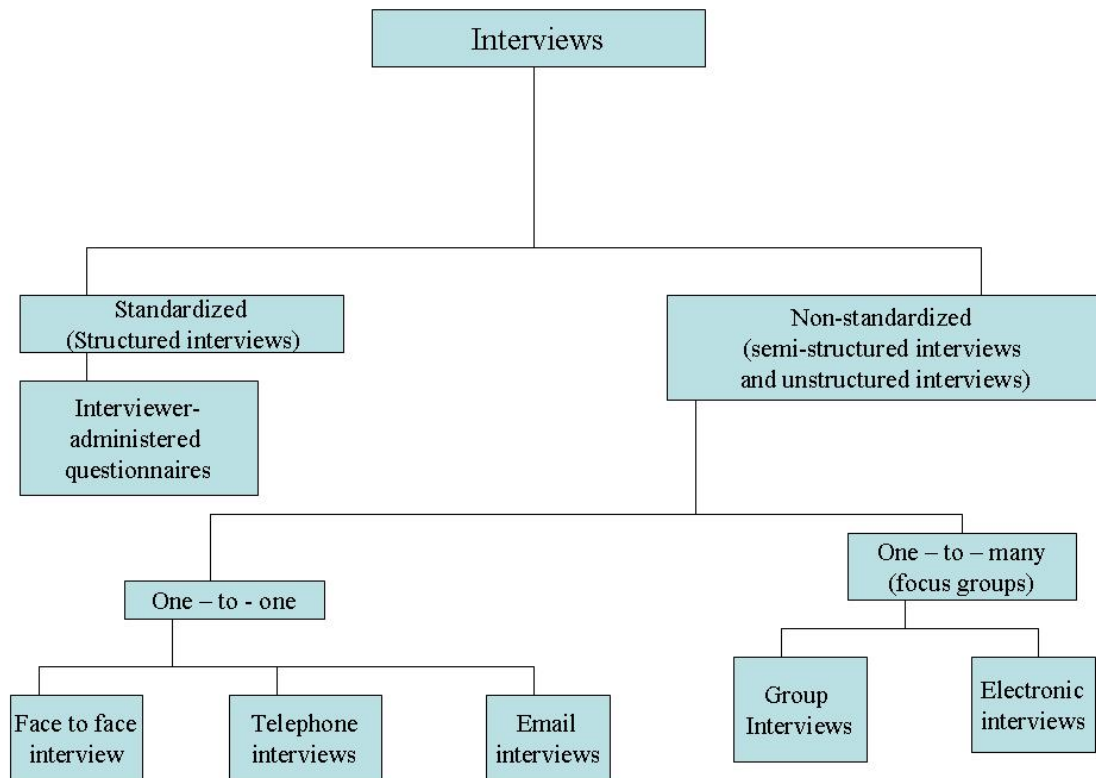 Interviews
Standardized
(Structured interviews)
Non-standardized
(semi-structured interviews
and unstructured interviews)
Interviewer-
administered
questionnaires
One – to - one
One – to – many
(focus groups)
Face to face
interview
Telephone
interviews
Email
interviews
Group
Interviews
Electronic
interviews